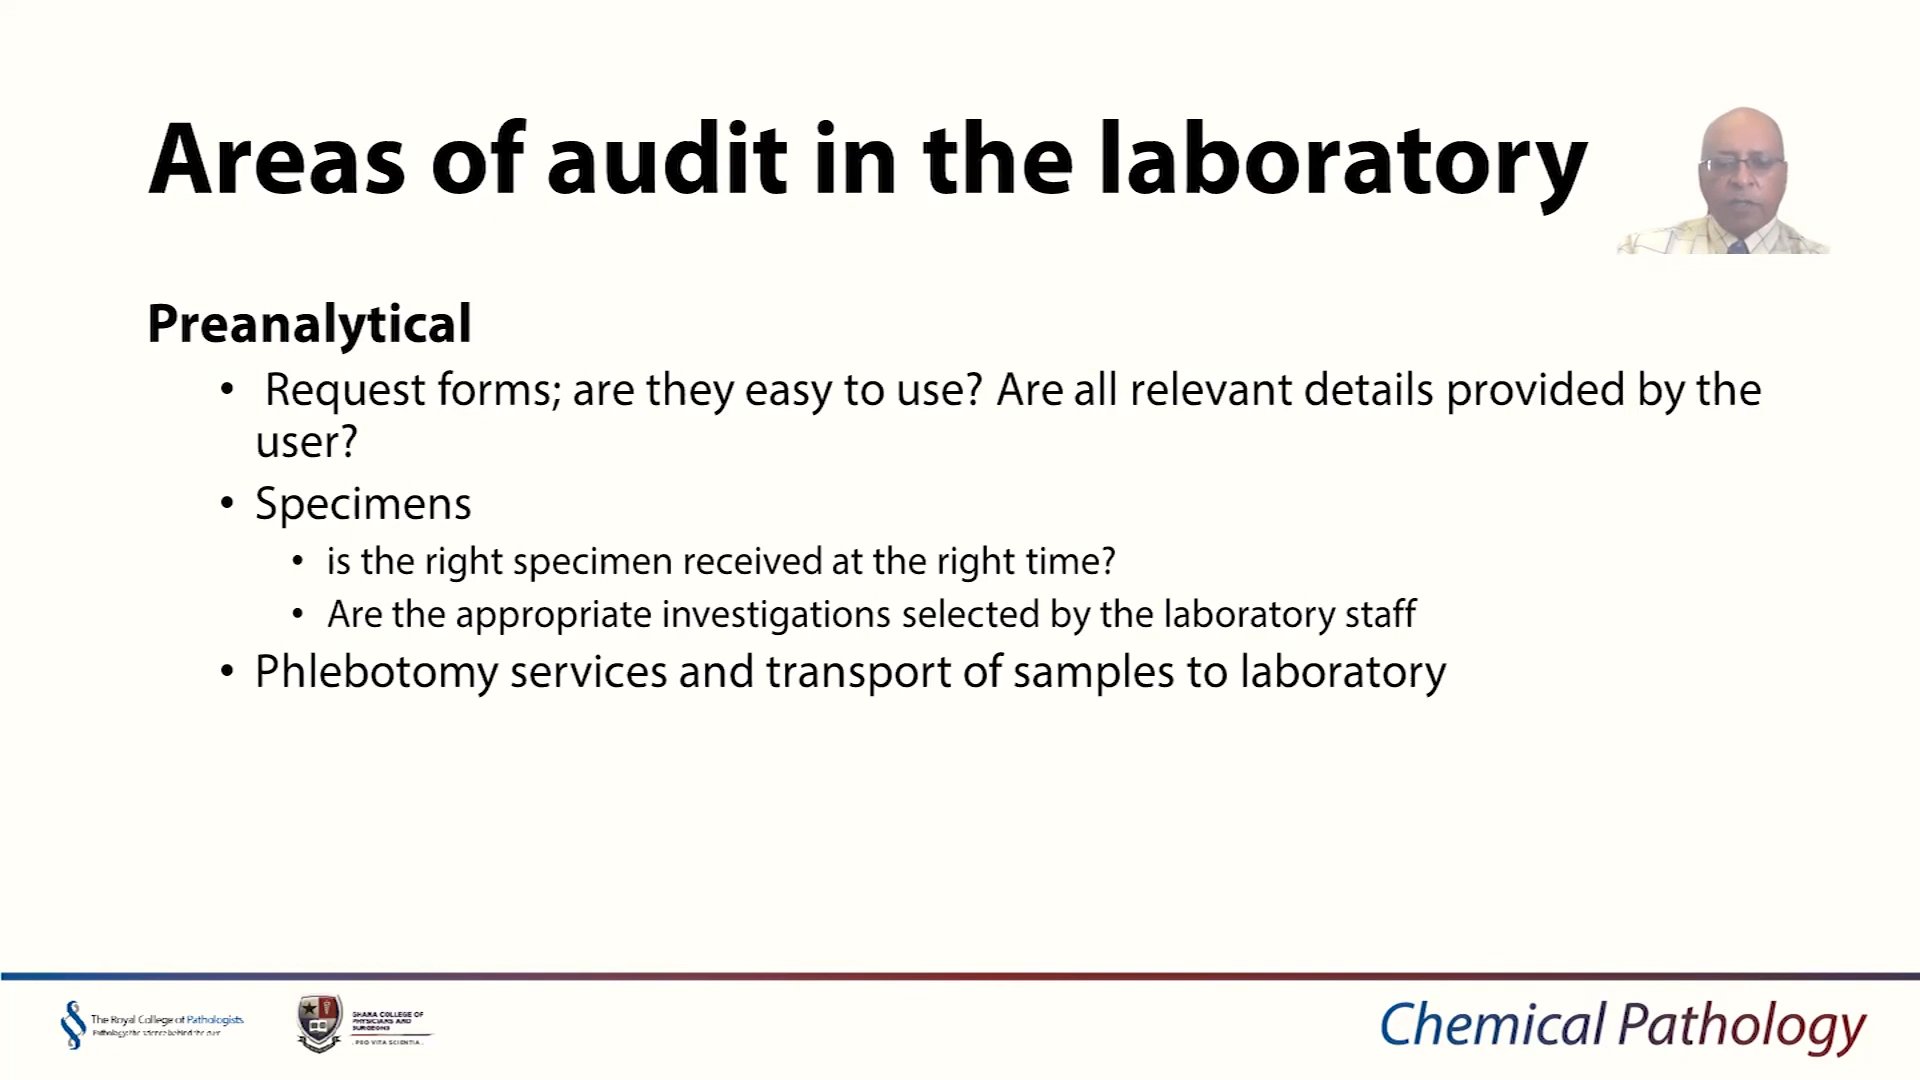 Areas of audit in the laboratory
Preanalytical
• Request forms; are they easy to use? Are all relevant details provided by the
user?
• Specimens
• is the right specimen received at the right time?
• Are the appropriate investigations selected by the laboratory staff
• Phlebotomy services and transport of samples to laboratory
The Royal College of Pathologists
Pathology: the science behind the cure
GHANA COLLEGE OF
PHYSICIANS AND
SURGEONS
. PRO VITA SCIENTIA .
Chemical Pathology